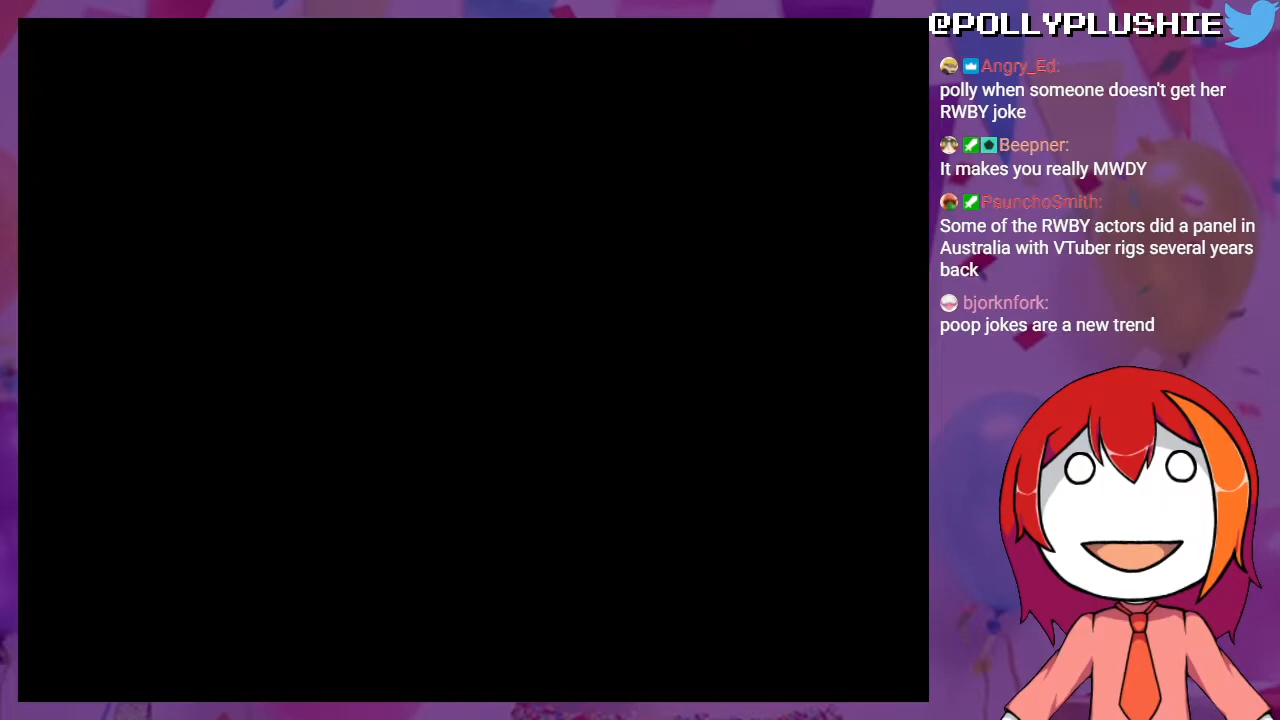 @POLLYPLUSHIE
Angry_Ed:
polly when someone doesn't get her
RWBY joke
Beepner:
It makes you really MWDY
PaunchoSmith:
Some of the RWBY actors did a panel in
Australia with VTuber rigs several years
back
bjorknfork:
poop jokes are a new trend